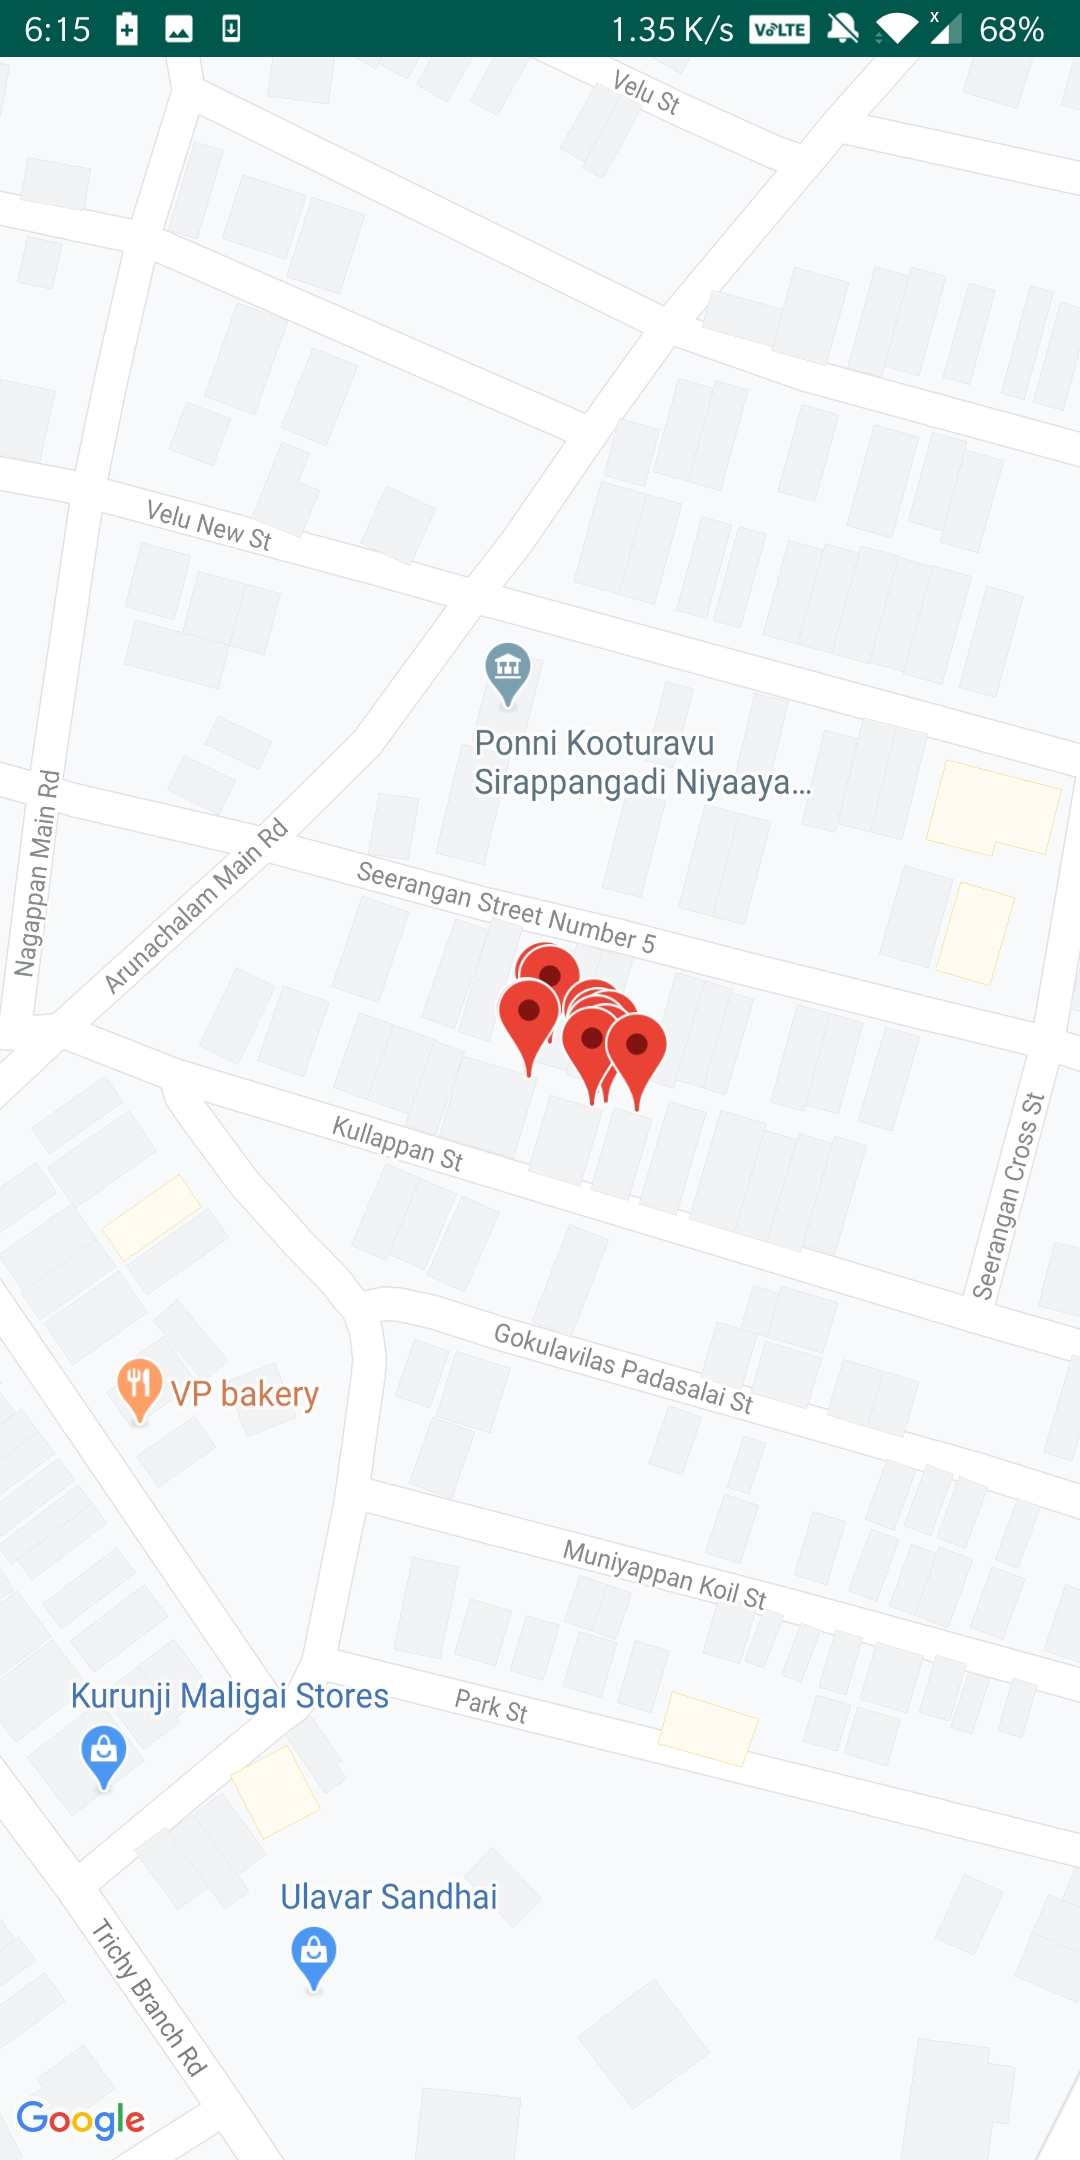 6:15 1.35 K/s VoLTE x 68%
Velu St
Velu New St
Ponni Kooturavu
Sirappangadi Niyaaya...
Nagappan Main Rd
Arunachalam Main Rd
Seerangan Street Number 5
Kullappan St
Seerangan Cross St
Gokulavilas Padasalai St
VP bakery
Muniyappan Koil St
Kurunji Maligai Stores
Park St
Ulavar Sandhai
Trichy Branch Rd
Google